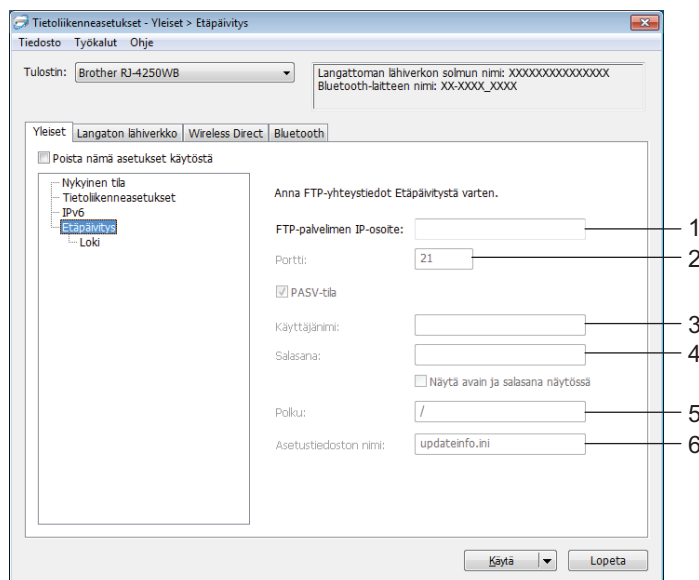 Tietoliikenneasetukset - Yleiset > Etäpäivitys
Tiedosto Työkalut Ohje
Tulostin: Brother RJ-4250WB
Langattoman lähiverkon solmun nimi: XXXXXXXXXXXXXXX
Bluetooth-laitteen nimi: XX-XXXX_XXXX
Yleiset Langaton lähiverkko Wireless Direct Bluetooth
Poista nämä asetukset käytöstä
Nykyinen tila
Tietoliikenneasetukset
IPv6
Etäpäivitys
Loki
Anna FTP-yhteystiedot Etäpäivitystä varten.
FTP-palvelimen IP-osoite: 1
Portti: 21 2
PASV-tila
Käyttäjänimi: 3
Salasana: 4
Näytä avain ja salasana näytössä
Polku: / 5
Asetustiedoston nimi: updateinfo.ini 6
Käytä Lopeta